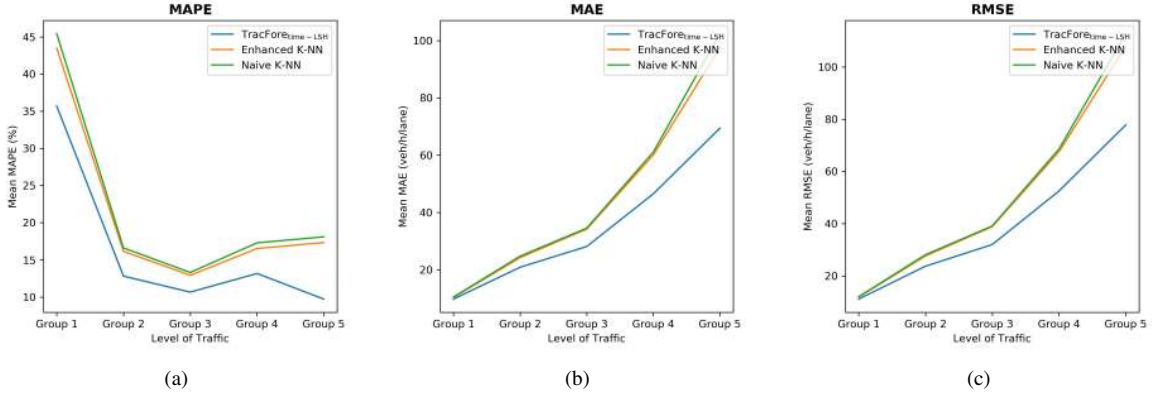 MAPE
TracFore_time-LSH
Enhanced K-NN
Naive K-NN
45
40
35
30
25
20
15
10
Mean MAPE (%)
Group 1 Group 2 Group 3 Group 4 Group 5
Level of Traffic
(a)
MAE
TracFore_time-LSH
Enhanced K-NN
Naive K-NN
100
80
60
40
20
Mean MAE (veh/h/lane)
Group 1 Group 2 Group 3 Group 4 Group 5
Level of Traffic
(b)
RMSE
TracFore_time-LSH
Enhanced K-NN
Naive K-NN
100
80
60
40
20
Mean RMSE (veh/h/lane)
Group 1 Group 2 Group 3 Group 4 Group 5
Level of Traffic
(c)